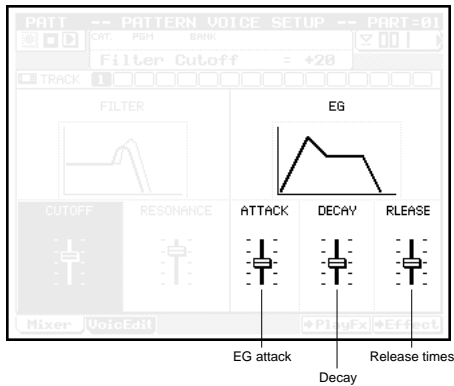 PATT -- PATTERN VOICE SETUP -- PART=01
CAT. PGM BANK
Filter Cutoff = +20
TRACK 1
FILTER EG
CUTOFF RESONANCE ATTACK DECAY RLEASE
Mixer VoicEdit ➔PlayFx ➔Effect
EG attack Release times
Decay